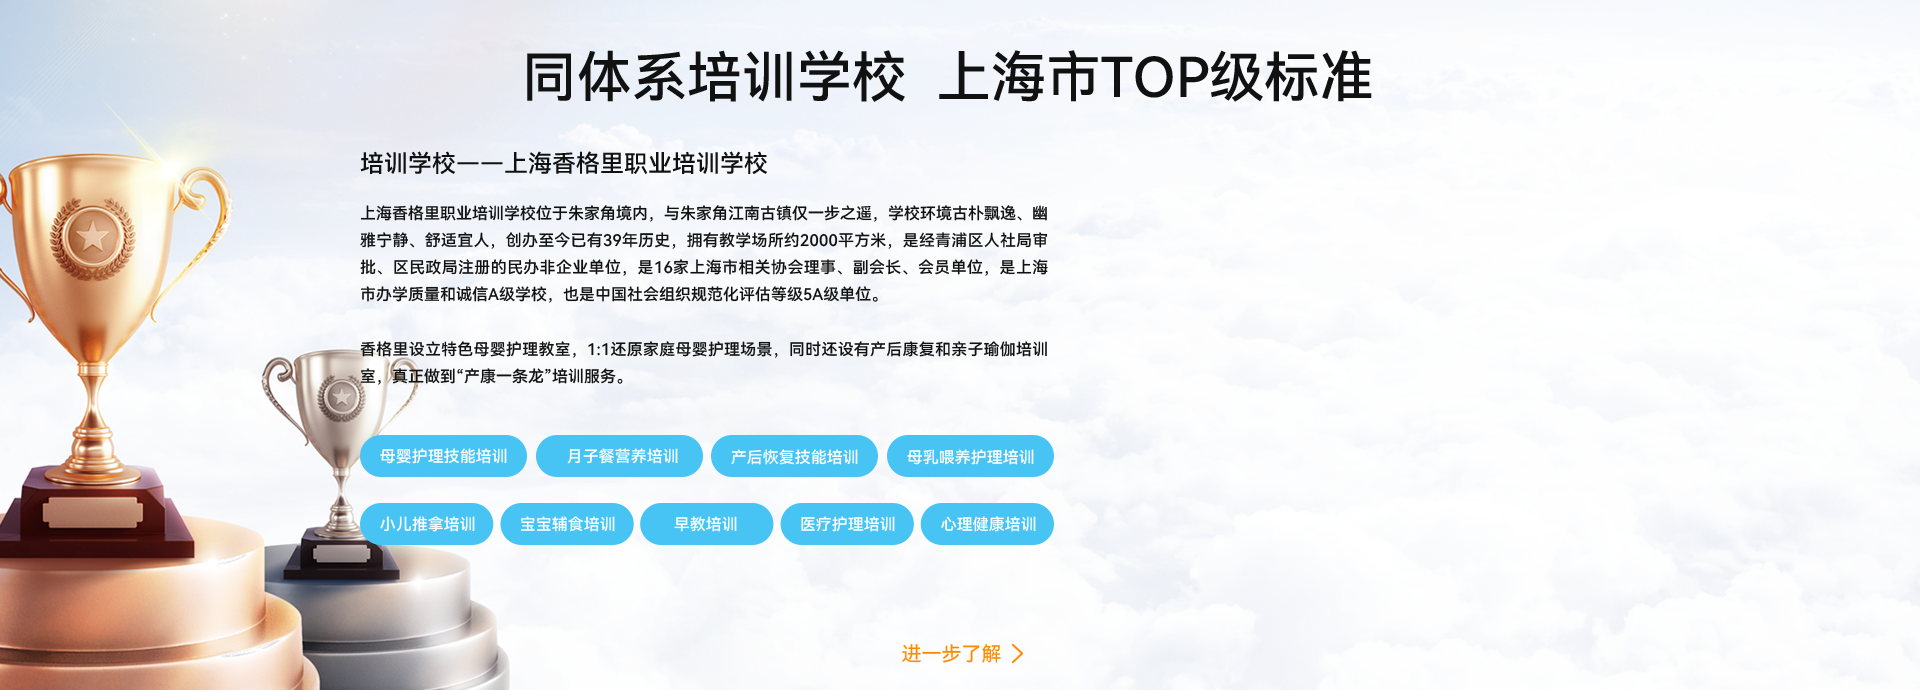 同体系培训学校 上海市TOP级标准
培训学校一一上海香格里职业培训学校
上海香格里职业培训学校位于朱家角境内，与朱家角江南古镇仅一步之遥，学校环境古朴飘逸、幽
雅宁静、舒适宜人，创办至今已有39年历史，拥有教学场所约2000平方米，是经青浦区人社局审
批、区民政局注册的民办非企业单位，是16家上海市相关协会理事、副会长、会员单位，是上海
市办学质量和诚信A级学校，也是中国社会组织规范化评估等级5A级单位。
香格里设立特色母婴护理教室，1:1还原家庭母婴护理场景，同时还设有产后康复和亲子瑜伽培训
室，真正做到“产康一条龙”培训服务。
母婴护理技能培训 月子餐营养培训 产后恢复技能培训 母乳喂养护理培训
小儿推拿培训 宝宝辅食培训 早教培训 医疗护理培训 心理健康培训
进一步了解